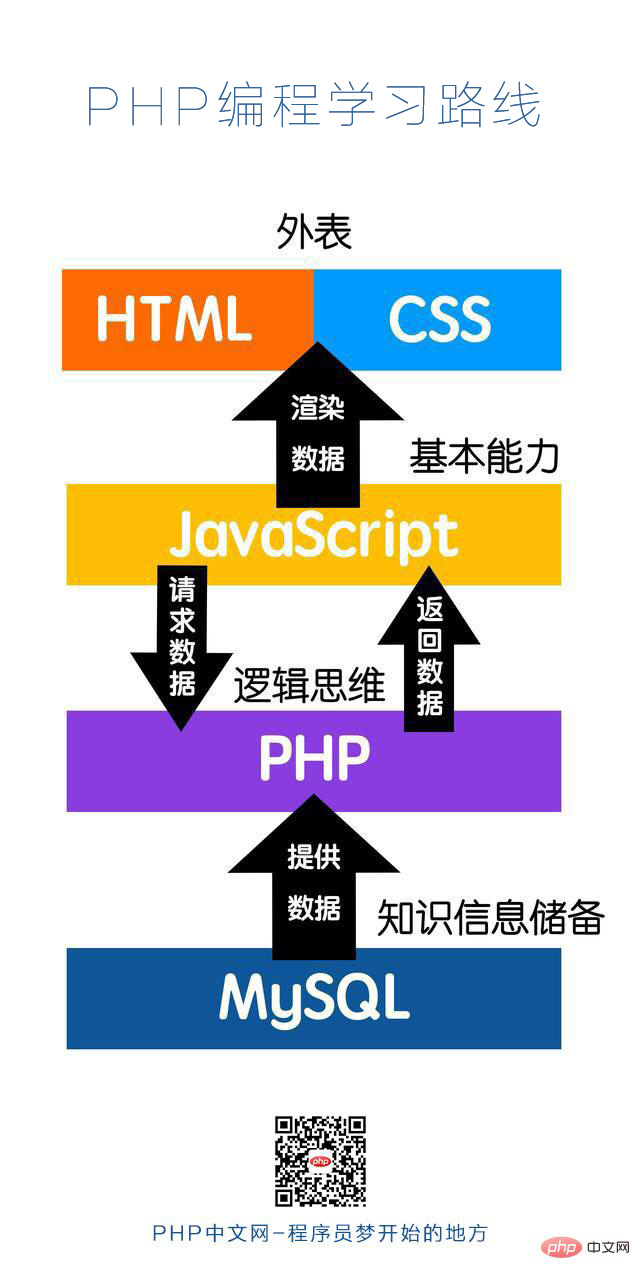 PHP编程学习路线
外表
HTML CSS
渲染
数据
基本能力
JavaScript
请求数据
返回数据
逻辑思维
PHP
提供
数据
知识信息储备
MySQL
php
PHP中文网-程序员梦开始的地方
php 中文网